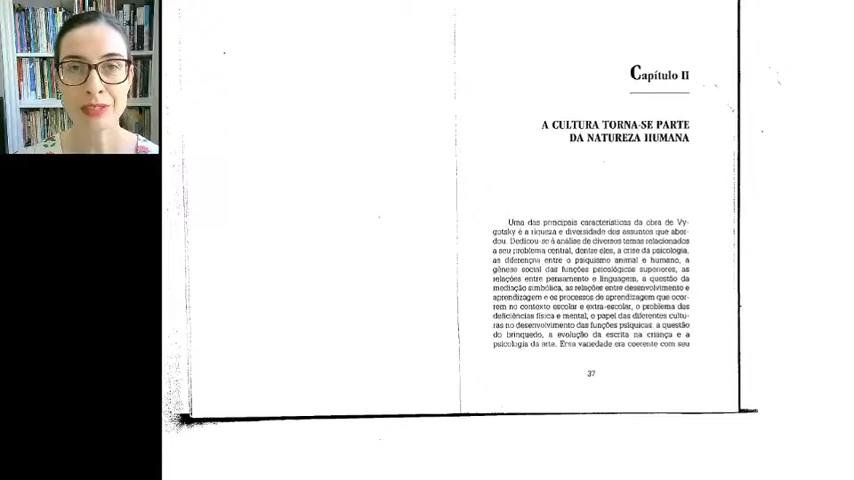 Capítulo II
A CULTURA TORNA-SE PARTE
DA NATUREZA HUMANA
Uma das principais características da obra de Vy-
gotsky é a riqueza e diversidade dos assuntos que abor-
dou. Dedicou-se à análise de diversos temas relacionados
a seu problema central, dentre eles, a crise da psicologia,
as diferenças entre o psiquismo animal e humano, a
gênese social das funções psicológicas superiores, as
relações entre pensamento e linguagem, a questão da
mediação simbólica, as relações entre desenvolvimento e
aprendizagem e os processos de aprendizagem que ocor-
rem no contexto escolar e extra-escolar, o problema das
deficiências física e mental, o papel das diferentes cultu-
ras no desenvolvimento das funções psíquicas, a questão
do brinquedo, a evolução da escrita na criança e a
psicologia da arte. Essa variedade era coerente com seu
37